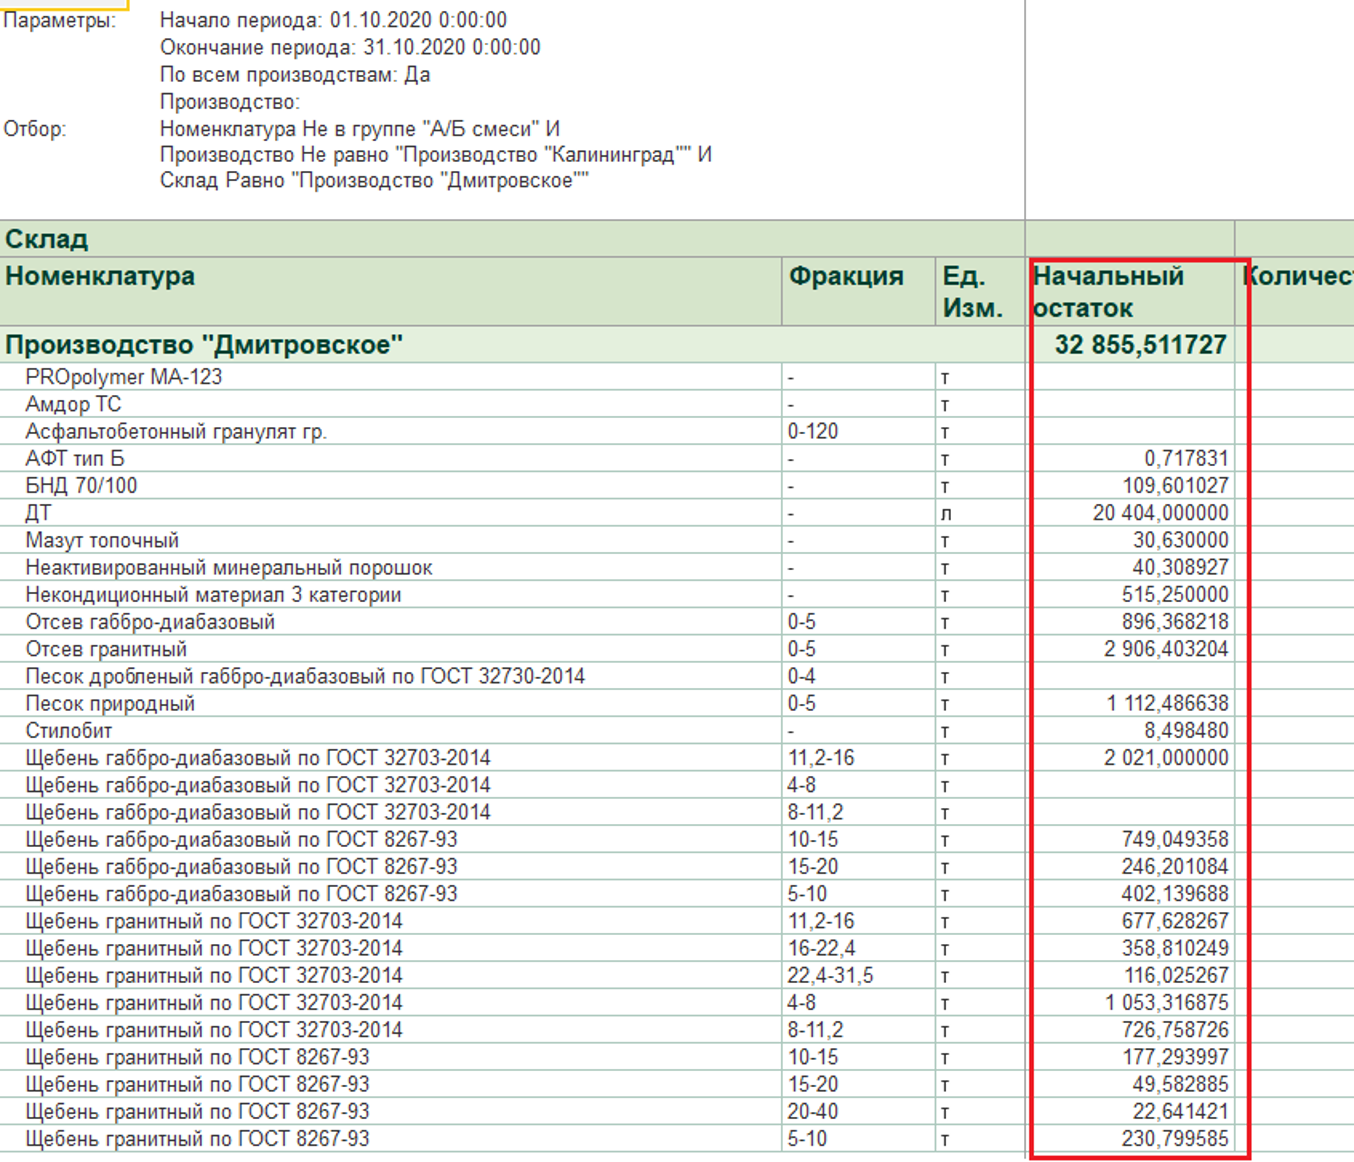 Параметры: Начало периода: 01.10.2020 0:00:00
Окончание периода: 31.10.2020 0:00:00
По всем производствам: Да
Производство:
Отбор: Номенклатура Не в группе "А/Б смеси" И
Производство Не равно "Производство "Калининград"" И
Склад Равно "Производство "Дмитровское""
Склад
Номенклатура Фракция Ед. Изм. Начальный остаток Количес
Производство "Дмитровское" 32 855,511727
PROpolymer MA-123 - т
Амдор ТС - т
Асфальтобетонный гранулят гр. 0-120 т
АФТ тип Б - т 0,717831
БНД 70/100 - т 109,601027
ДТ - л 20 404,000000
Мазут топочный - т 30,630000
Неактивированный минеральный порошок - т 40,308927
Некондиционный материал 3 категории - т 515,250000
Отсев габбро-диабазовый 0-5 т 896,368218
Отсев гранитный 0-5 т 2 906,403204
Песок дробленый габбро-диабазовый по ГОСТ 32730-2014 0-4 т
Песок природный 0-5 т 1 112,486638
Стилобит - т 8,498480
Щебень габбро-диабазовый по ГОСТ 32703-2014 11,2-16 т 2 021,000000
Щебень габбро-диабазовый по ГОСТ 32703-2014 4-8 т
Щебень габбро-диабазовый по ГОСТ 32703-2014 8-11,2 т
Щебень габбро-диабазовый по ГОСТ 8267-93 10-15 т 749,049358
Щебень габбро-диабазовый по ГОСТ 8267-93 15-20 т 246,201084
Щебень габбро-диабазовый по ГОСТ 8267-93 5-10 т 402,139688
Щебень гранитный по ГОСТ 32703-2014 11,2-16 т 677,628267
Щебень гранитный по ГОСТ 32703-2014 16-22,4 т 358,810249
Щебень гранитный по ГОСТ 32703-2014 22,4-31,5 т 116,025267
Щебень гранитный по ГОСТ 32703-2014 4-8 т 1 053,316875
Щебень гранитный по ГОСТ 32703-2014 8-11,2 т 726,758726
Щебень гранитный по ГОСТ 8267-93 10-15 т 177,293997
Щебень гранитный по ГОСТ 8267-93 15-20 т 49,582885
Щебень гранитный по ГОСТ 8267-93 20-40 т 22,641421
Щебень гранитный по ГОСТ 8267-93 5-10 т 230,799585